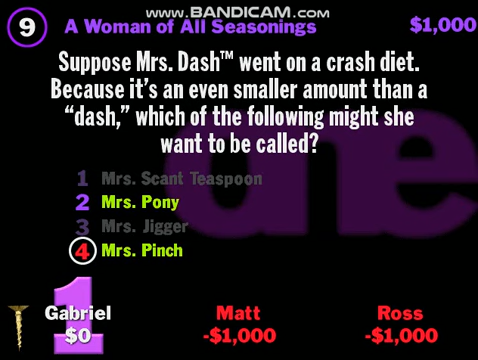 www.BANDICAM.com
9 A Woman of All Seasonings $1,000
Suppose Mrs. Dash™ went on a crash diet.
Because it's an even smaller amount than a
“dash,” which of the following might she
want to be called?
1 Mrs. Scant Teaspoon
2 Mrs. Pony
3 Mrs. Jigger
4 Mrs. Pinch
one
1
Gabriel Matt Ross
$0 -$1,000 -$1,000